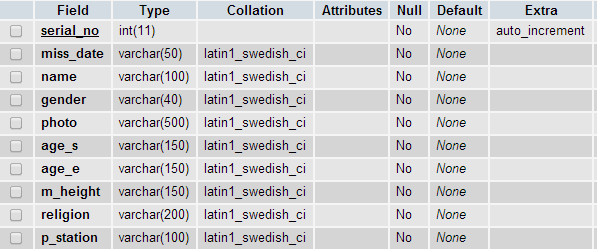 Field Type Collation Attributes Null Default Extra
serial_no int(11) No None auto_increment
miss_date varchar(50) latin1_swedish_ci No None
name varchar(100) latin1_swedish_ci No None
gender varchar(40) latin1_swedish_ci No None
photo varchar(500) latin1_swedish_ci No None
age_s varchar(150) latin1_swedish_ci No None
age_e varchar(150) latin1_swedish_ci No None
m_height varchar(150) latin1_swedish_ci No None
religion varchar(200) latin1_swedish_ci No None
p_station varchar(100) latin1_swedish_ci No None